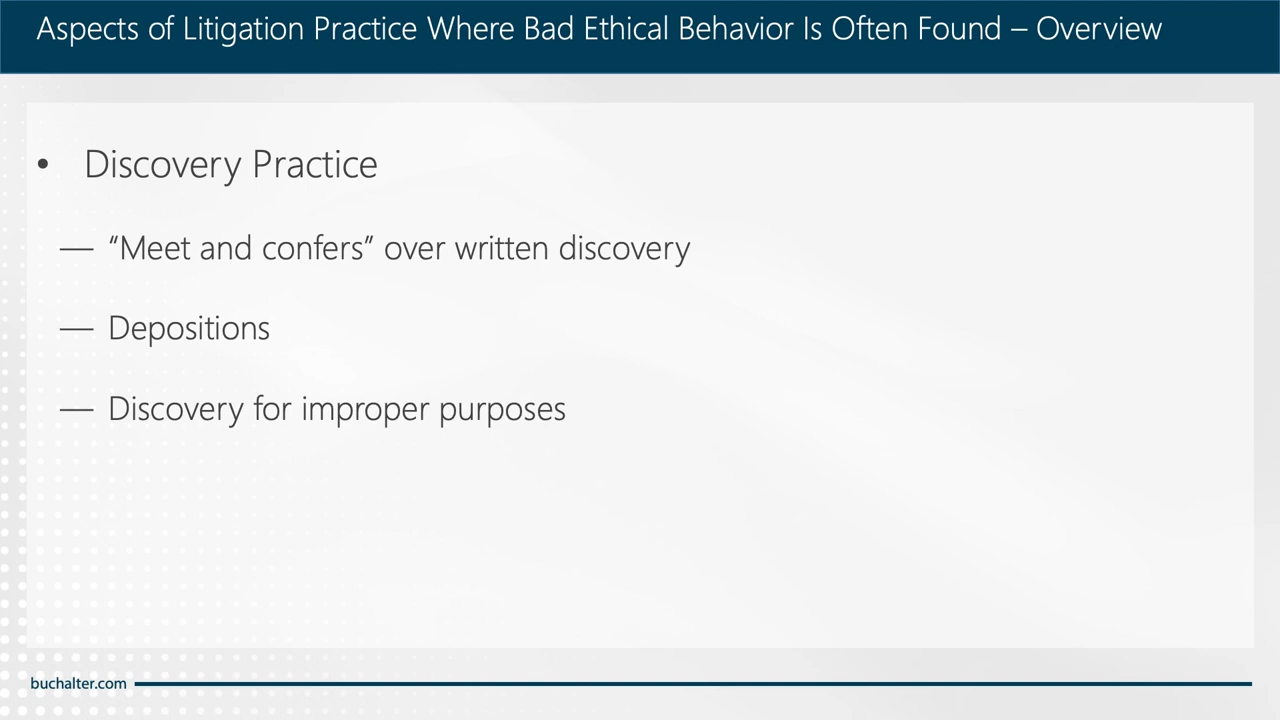 Aspects of Litigation Practice Where Bad Ethical Behavior Is Often Found – Overview
• Discovery Practice
— “Meet and confers” over written discovery
— Depositions
— Discovery for improper purposes
buchalter.com